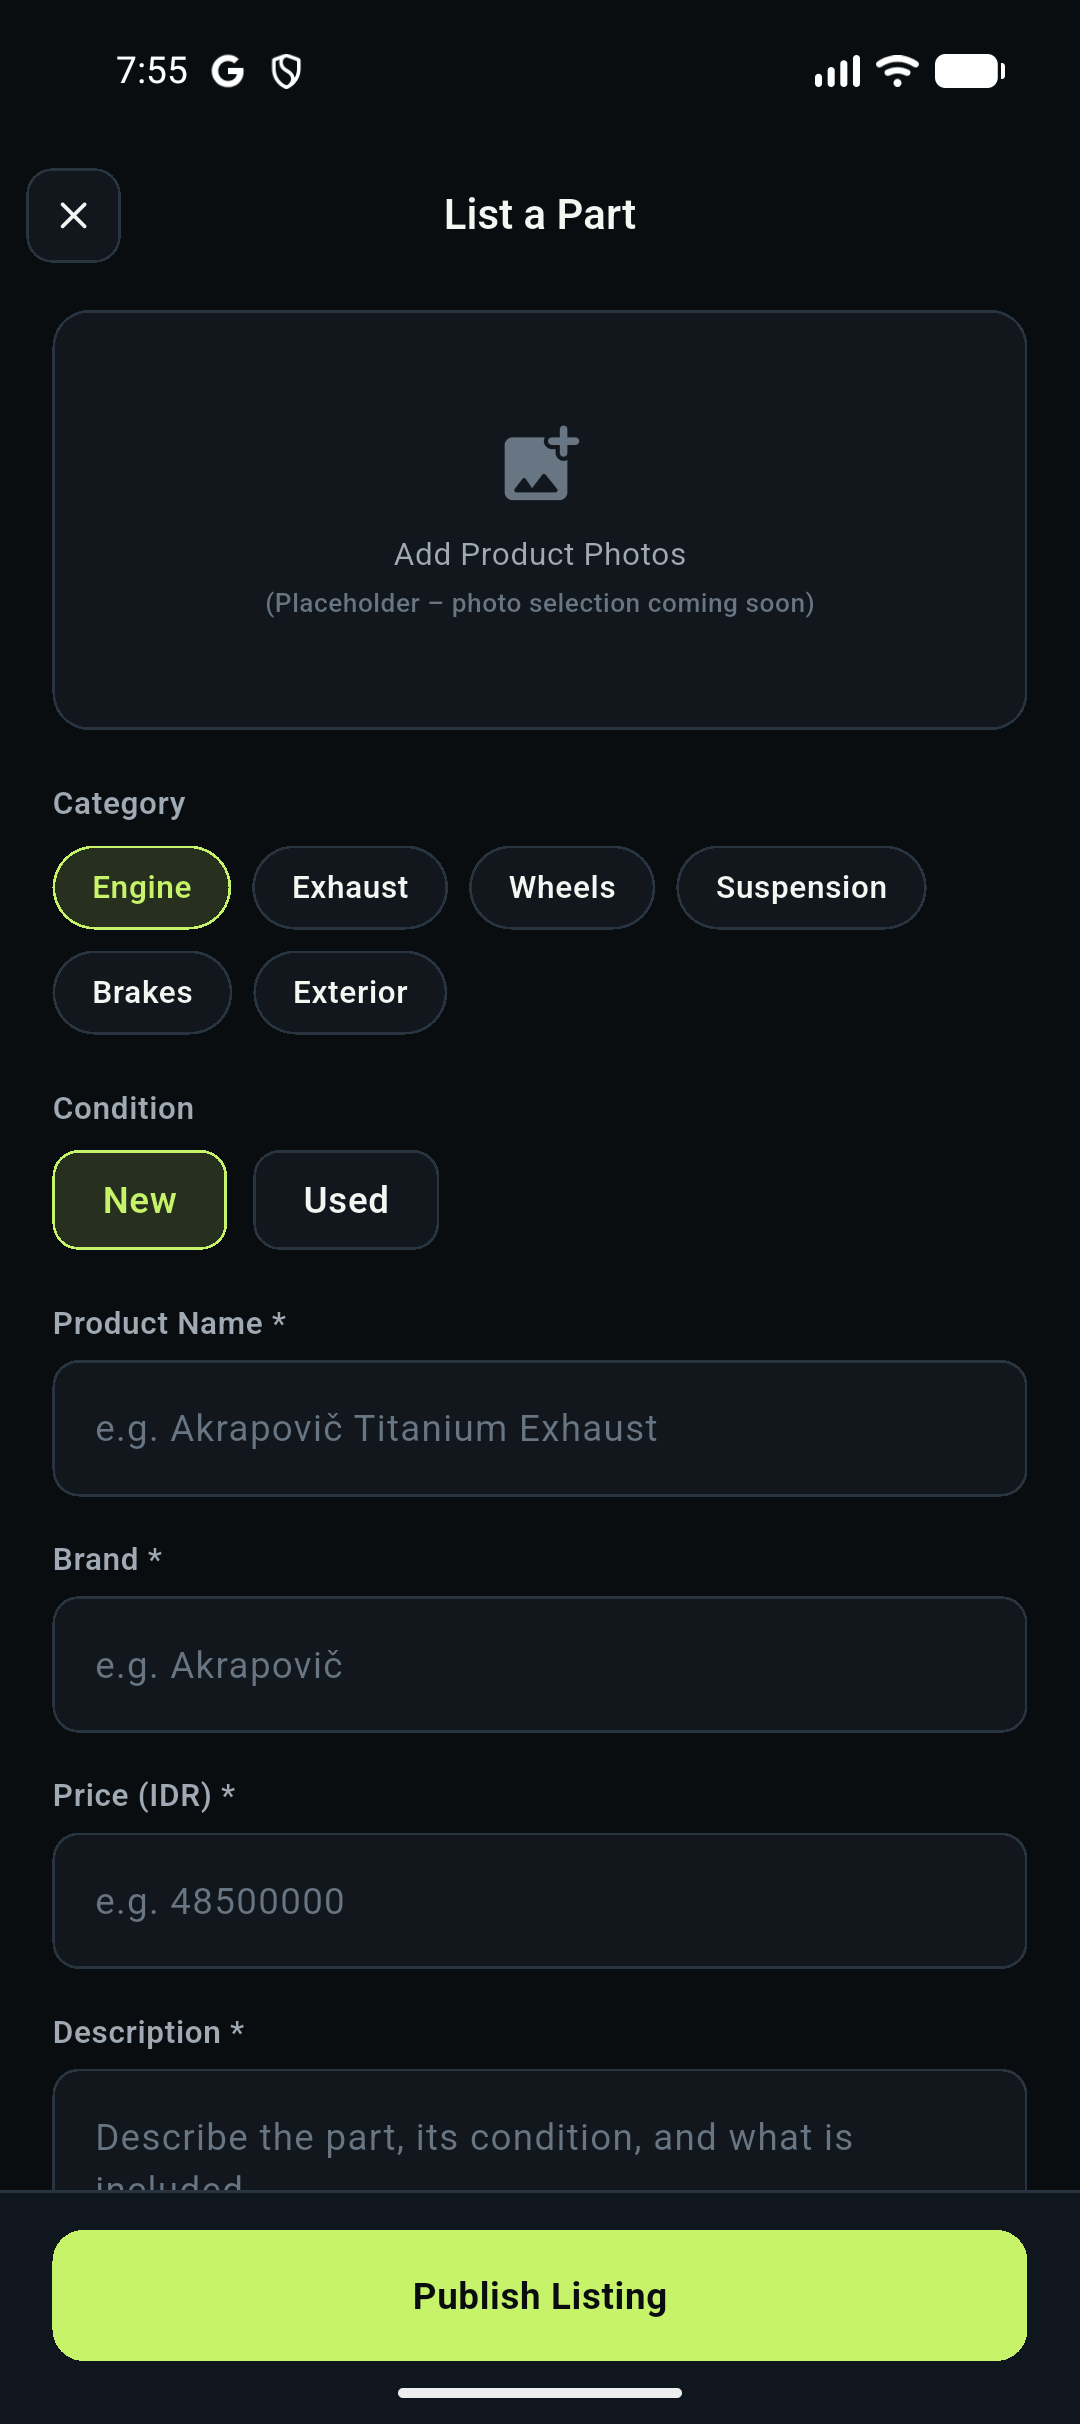 7:55
List a Part
Add Product Photos
(Placeholder – photo selection coming soon)
Category
Engine Exhaust Wheels Suspension
Brakes Exterior
Condition
New Used
Product Name *
e.g. Akrapovič Titanium Exhaust
Brand *
e.g. Akrapovič
Price (IDR) *
e.g. 48500000
Description *
Describe the part, its condition, and what is
included
Publish Listing